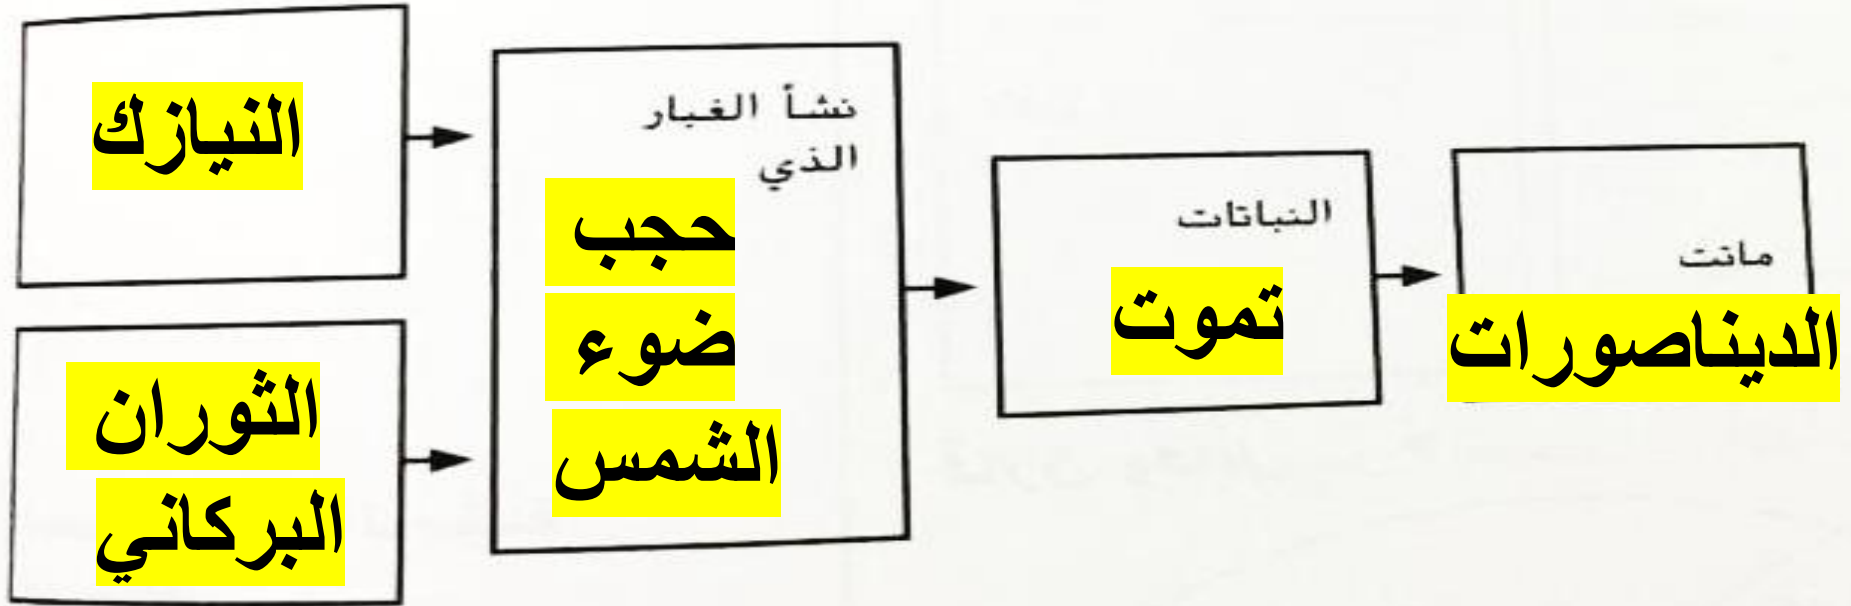 النيازك
الثوران
البركاني
نشأ الغبار
الذي
حجب
ضوء
الشمس
النباتات
تموت
ماتت
الديناصورات